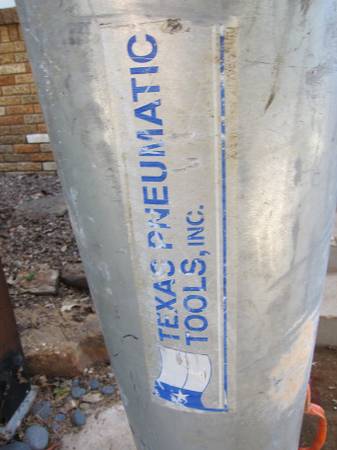 TEXAS PNEUMATIC
TOOLS, INC.